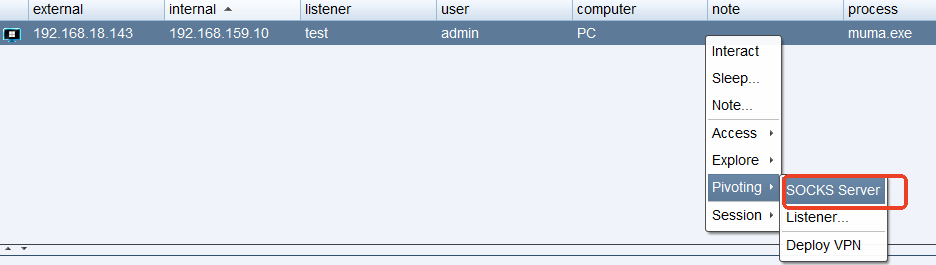 external internal listener user computer note process
192.168.18.143 192.168.159.10 test admin PC muma.exe
Interact
Sleep...
Note...
Access
Explore
Pivoting
SOCKS Server
Listener...
Deploy VPN
Session